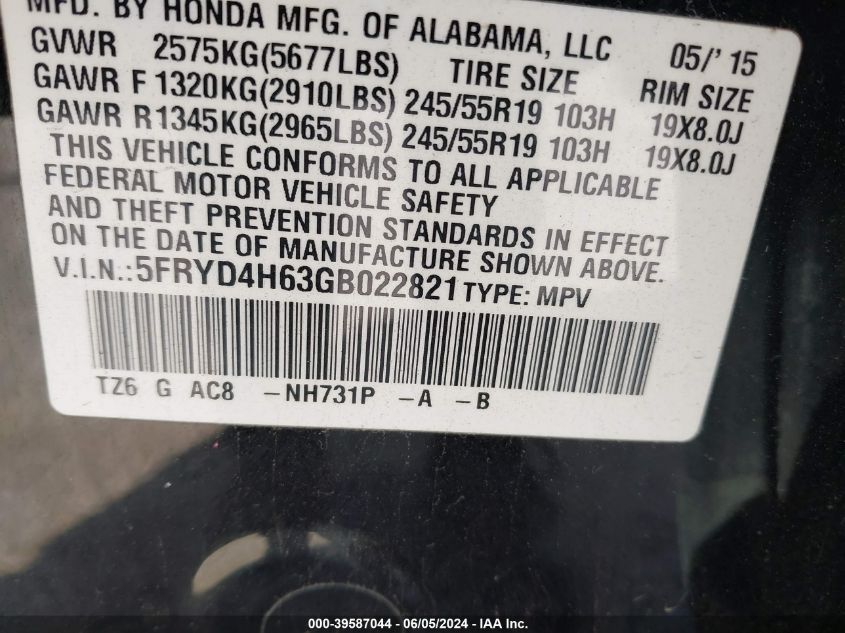 MFD. BY HONDA MFG. OF ALABAMA, LLC 05/' 15
GVWR 2575KG(5677LBS) TIRE SIZE RIM SIZE
GAWR F 1320KG(2910LBS) 245/55R19 103H 19X8.0J
GAWR R1345KG(2965LBS) 245/55R19 103H 19X8.0J
THIS VEHICLE CONFORMS TO ALL APPLICABLE
FEDERAL MOTOR VEHICLE SAFETY
AND THEFT PREVENTION STANDARDS IN EFFECT
ON THE DATE OF MANUFACTURE SHOWN ABOVE.
V.I.N.:5FRYD4H63GB022821 TYPE: MPV
TZ6 G AC8 -NH731P -A -B
000-39587044 / 06/05/2024 - IAAI.com